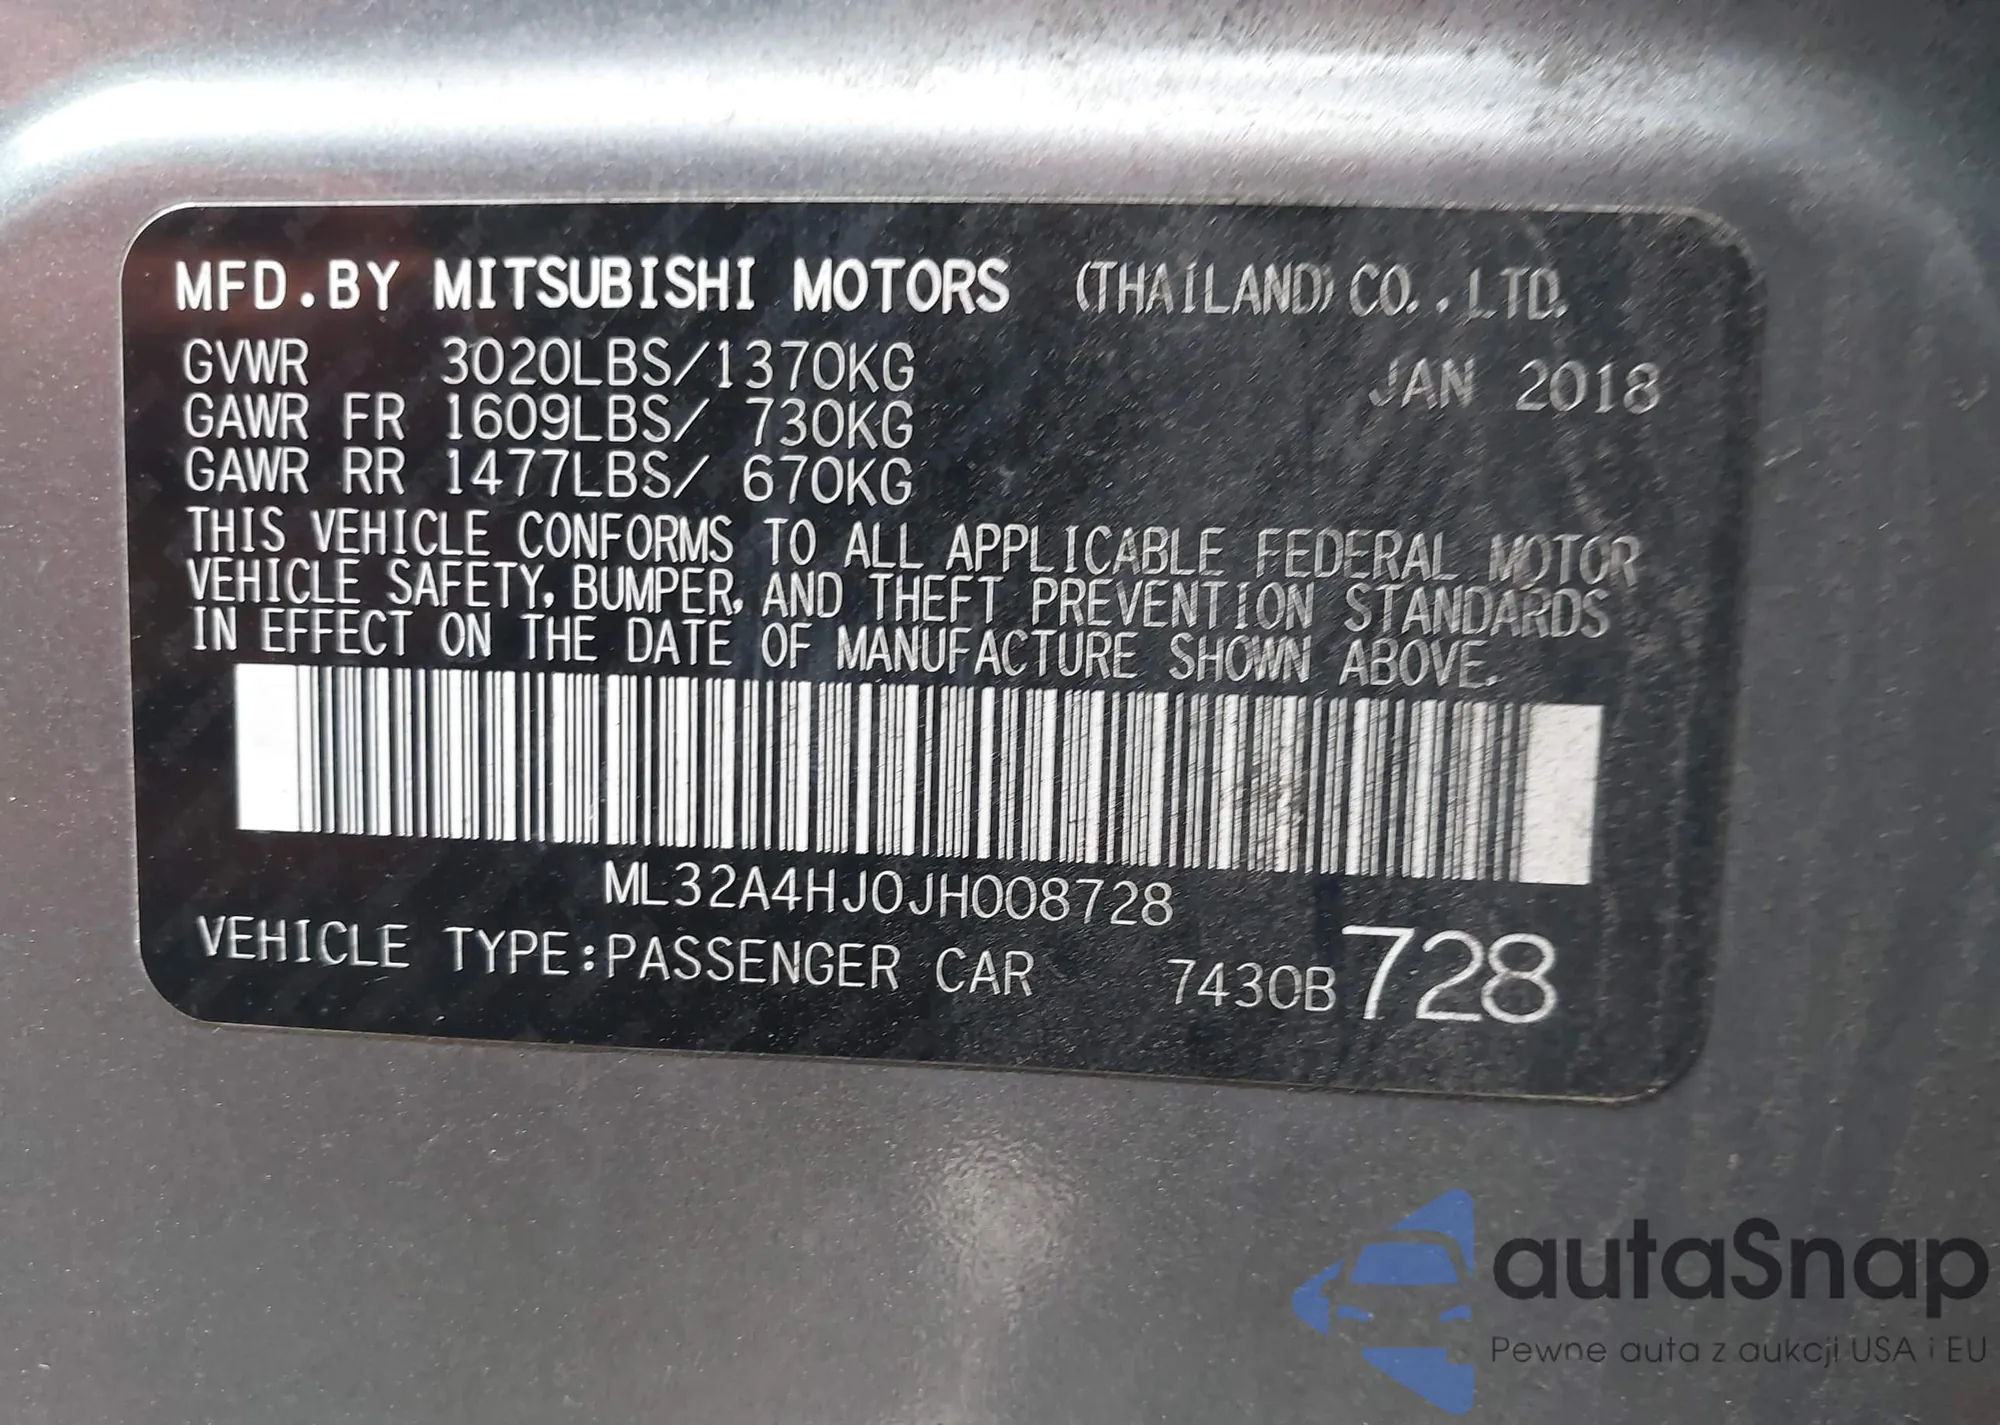 MFD.BY MITSUBISHI MOTORS (THAILAND) CO.,LTD.
GVWR 3020LBS/1370KG JAN 2018
GAWR FR 1609LBS/ 730KG
GAWR RR 1477LBS/ 670KG
THIS VEHICLE CONFORMS TO ALL APPLICABLE FEDERAL MOTOR
VEHICLE SAFETY, BUMPER, AND THEFT PREVENTION STANDARDS
IN EFFECT ON THE DATE OF MANUFACTURE SHOWN ABOVE.
ML32A4HJ0JH008728
VEHICLE TYPE:PASSENGER CAR 7430B 728
autaSnap
Pewne auta z aukcji USA i EU